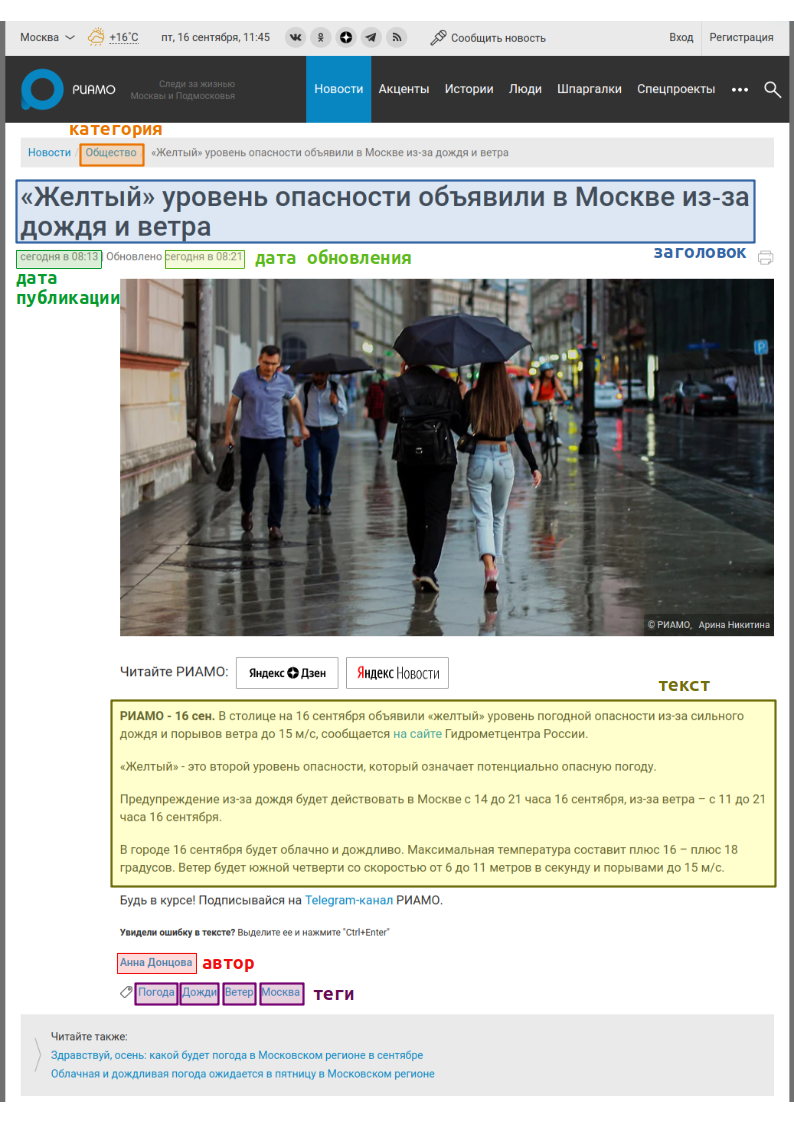 Москва +16°C пт, 16 сентября, 11:45 Сообщить новость Вход Регистрация
РИАМО Следи за жизнью
Москвы и Подмосковья
Новости Акценты Истории Люди Шпаргалки Спецпроекты •••
категория
Новости / Общество «Желтый» уровень опасности объявили в Москве из-за дождя и ветра
«Желтый» уровень опасности объявили в Москве из-за
дождя и ветра
сегодня в 08:13 | Обновлено сегодня в 08:21 дата обновления заголовок
дата
публикации
© РИАМО, Арина Никитина
Читайте РИАМО: Яндекс Дзен Яндекс Новости
текст
РИАМО - 16 сен. В столице на 16 сентября объявили «желтый» уровень погодной опасности из-за сильного
дождя и порывов ветра до 15 м/с, сообщается на сайте Гидрометцентра России.
«Желтый» - это второй уровень опасности, который означает потенциально опасную погоду.
Предупреждение из-за дождя будет действовать в Москве с 14 до 21 часа 16 сентября, из-за ветра – с 11 до 21
часа 16 сентября.
В городе 16 сентября будет облачно и дождливо. Максимальная температура составит плюс 16 – плюс 18
градусов. Ветер будет южной четверти со скоростью от 6 до 11 метров в секунду и порывами до 15 м/с.
Будь в курсе! Подписывайся на Telegram-канал РИАМО.
Увидели ошибку в тексте? Выделите ее и нажмите "Ctrl+Enter"
Анна Донцова автор
Погода Дожди Ветер Москва теги
Читайте также:
Здравствуй, осень: какой будет погода в Московском регионе в сентябре
Облачная и дождливая погода ожидается в пятницу в Московском регионе